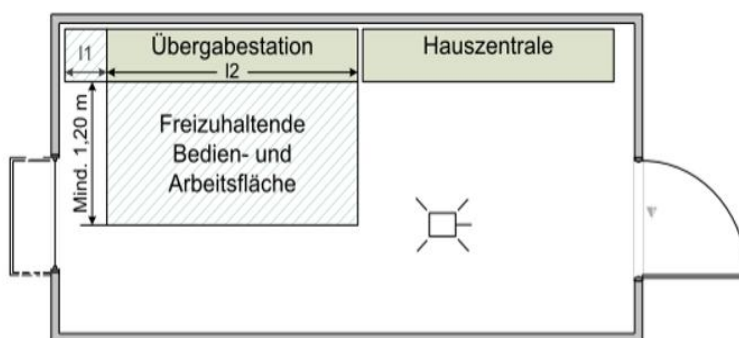 l1
Übergabestation
l2
Hauszentrale
Mind. 1,20 m
Freizuhaltende
Bedien- und
Arbeitsfläche